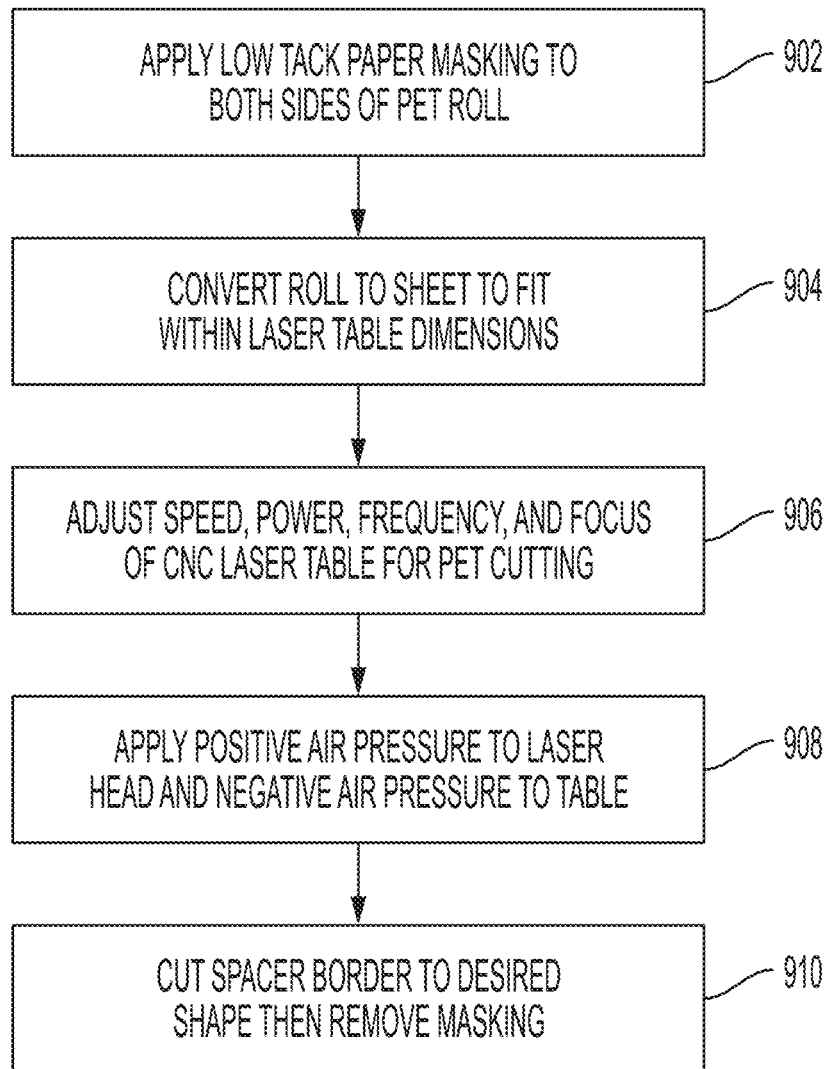 APPLY LOW TACK PAPER MASKING TO
BOTH SIDES OF PET ROLL
902
CONVERT ROLL TO SHEET TO FIT
WITHIN LASER TABLE DIMENSIONS
904
ADJUST SPEED, POWER, FREQUENCY, AND FOCUS
OF CNC LASER TABLE FOR PET CUTTING
906
APPLY POSITIVE AIR PRESSURE TO LASER
HEAD AND NEGATIVE AIR PRESSURE TO TABLE
908
CUT SPACER BORDER TO DESIRED
SHAPE THEN REMOVE MASKING
910